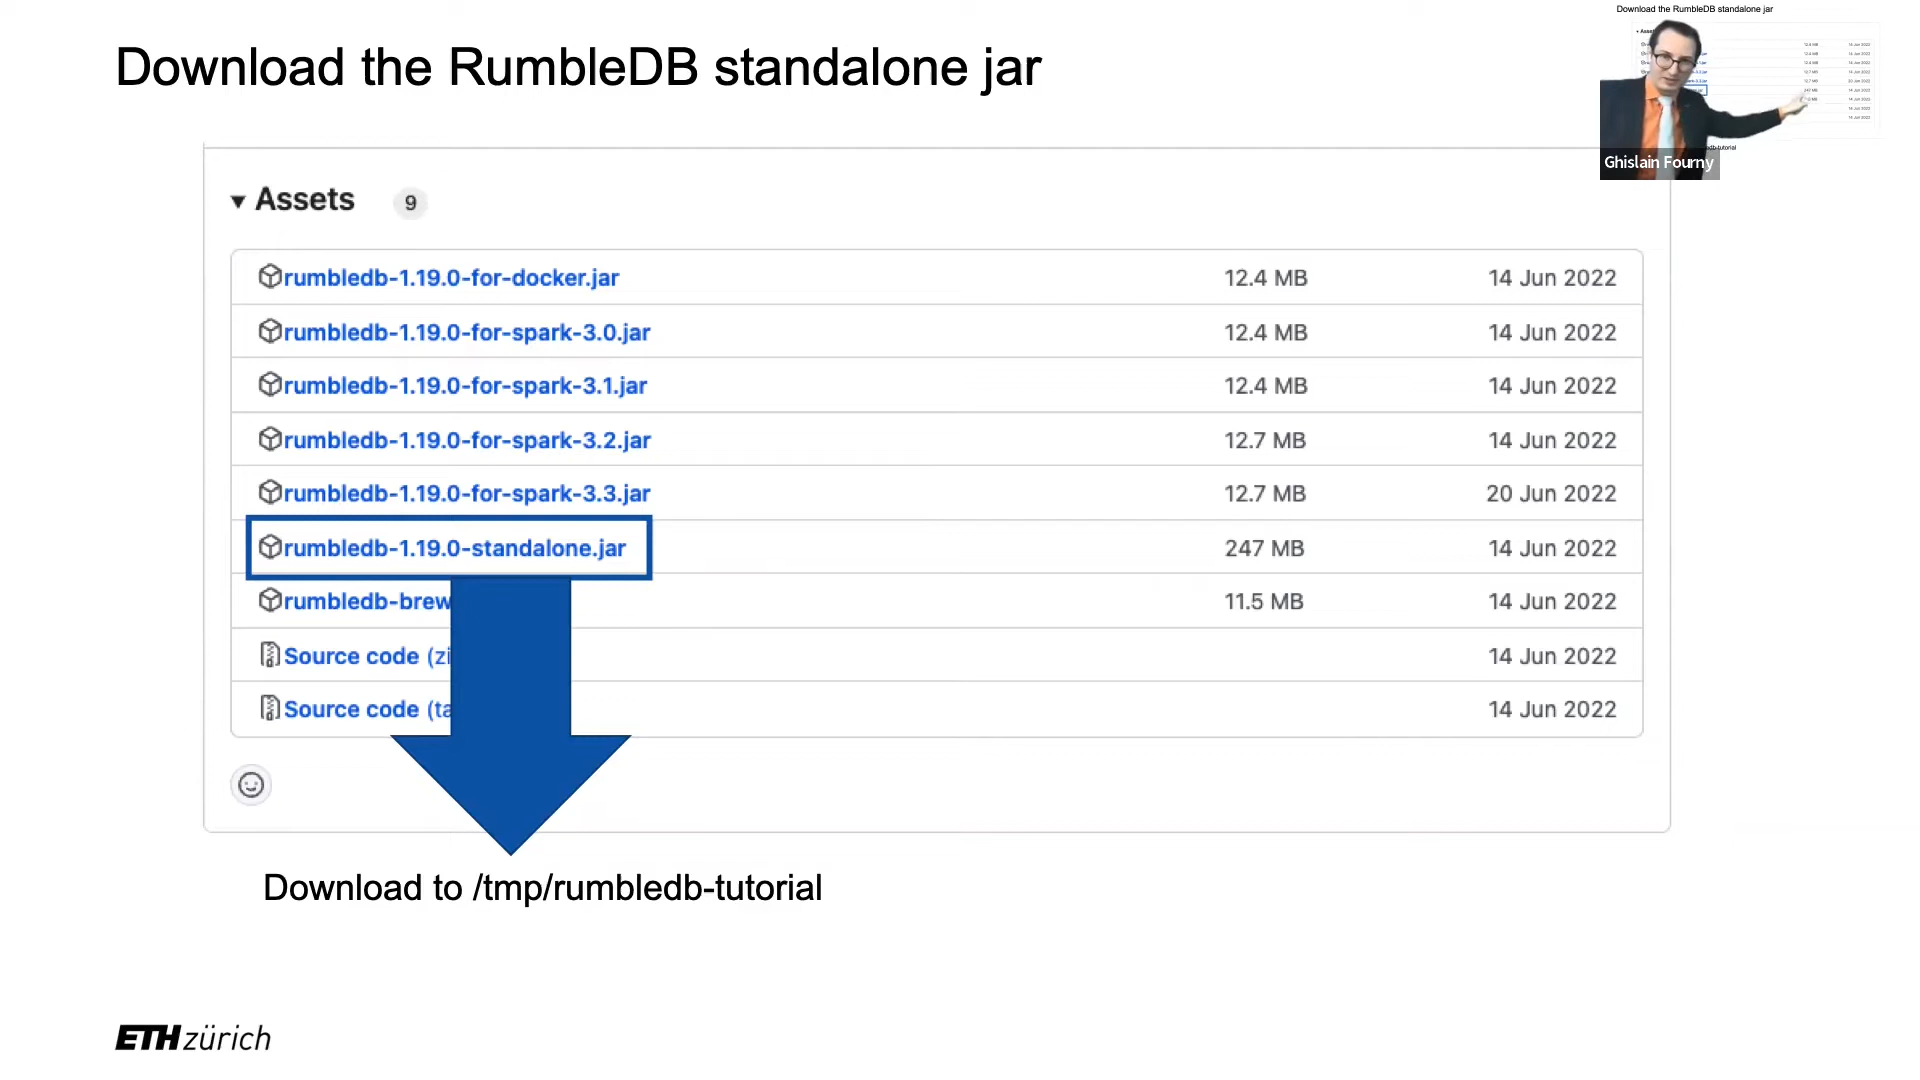 Download the RumbleDB standalone jar
Download the RumbleDB standalone jar
Ghislain Fourny
Assets 9
rumbledb-1.19.0-for-docker.jar 12.4 MB 14 Jun 2022
rumbledb-1.19.0-for-spark-3.0.jar 12.4 MB 14 Jun 2022
rumbledb-1.19.0-for-spark-3.1.jar 12.4 MB 14 Jun 2022
rumbledb-1.19.0-for-spark-3.2.jar 12.7 MB 14 Jun 2022
rumbledb-1.19.0-for-spark-3.3.jar 12.7 MB 20 Jun 2022
rumbledb-1.19.0-standalone.jar 247 MB 14 Jun 2022
rumbledb-brew 11.5 MB 14 Jun 2022
Source code (zi 14 Jun 2022
Source code (ta 14 Jun 2022
Download to /tmp/rumbledb-tutorial
ETH zürich